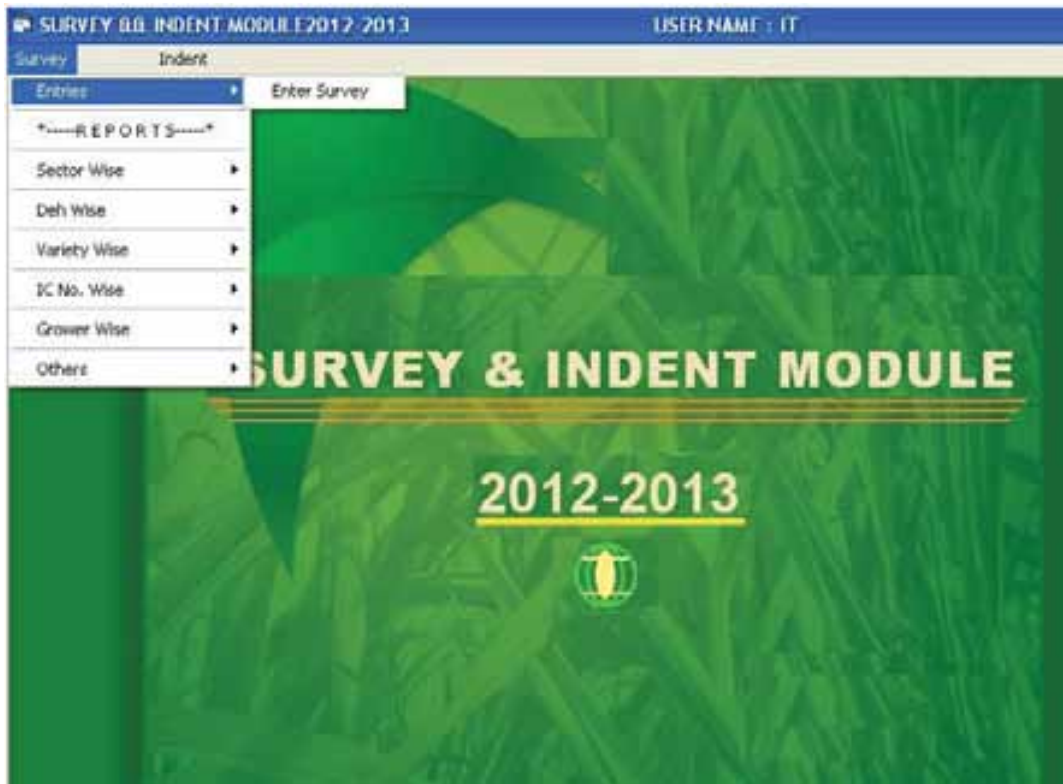 SURVEY && INDENT MODULE2012-2013 USER NAME : IT
Survey Indent
Entries Enter Survey
*-----R E P O R T S-----*
Sector Wise
Deh Wise
Variety Wise
IC No. Wise
Grower Wise
Others
SURVEY & INDENT MODULE
2012-2013